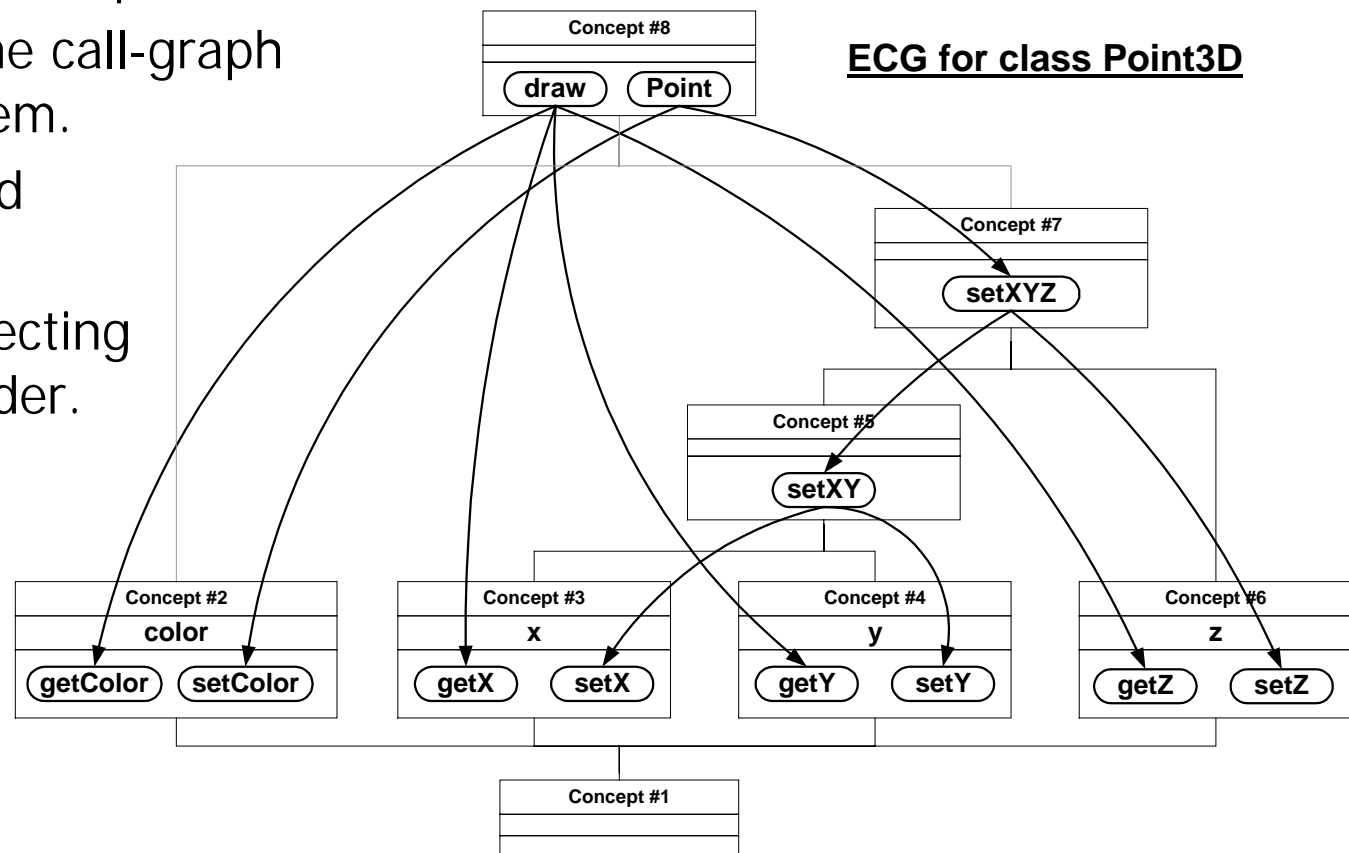 ne call-graph
em.
d
ecting
der.
ECG for class Point3D
Concept #8
draw Point
Concept #7
setXYZ
Concept #5
setXY
Concept #2
color
getColor setColor
Concept #3
x
getX setX
Concept #4
y
getY setY
Concept #6
z
getZ setZ
Concept #1